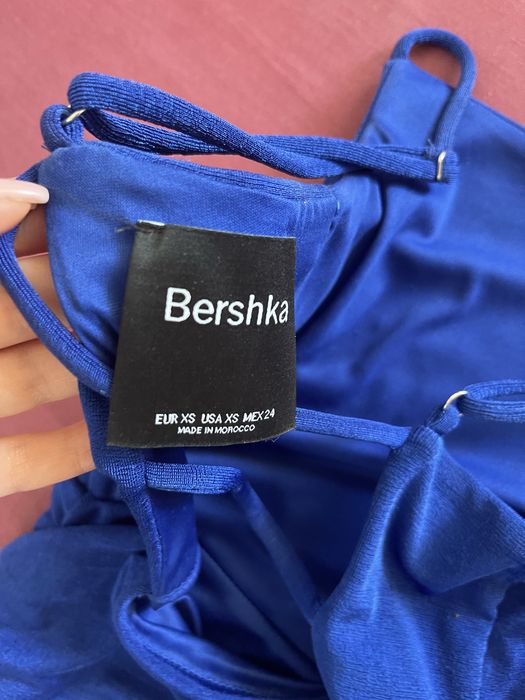 Bershka
EUR XS USA XS MEX 24
MADE IN MOROCCO